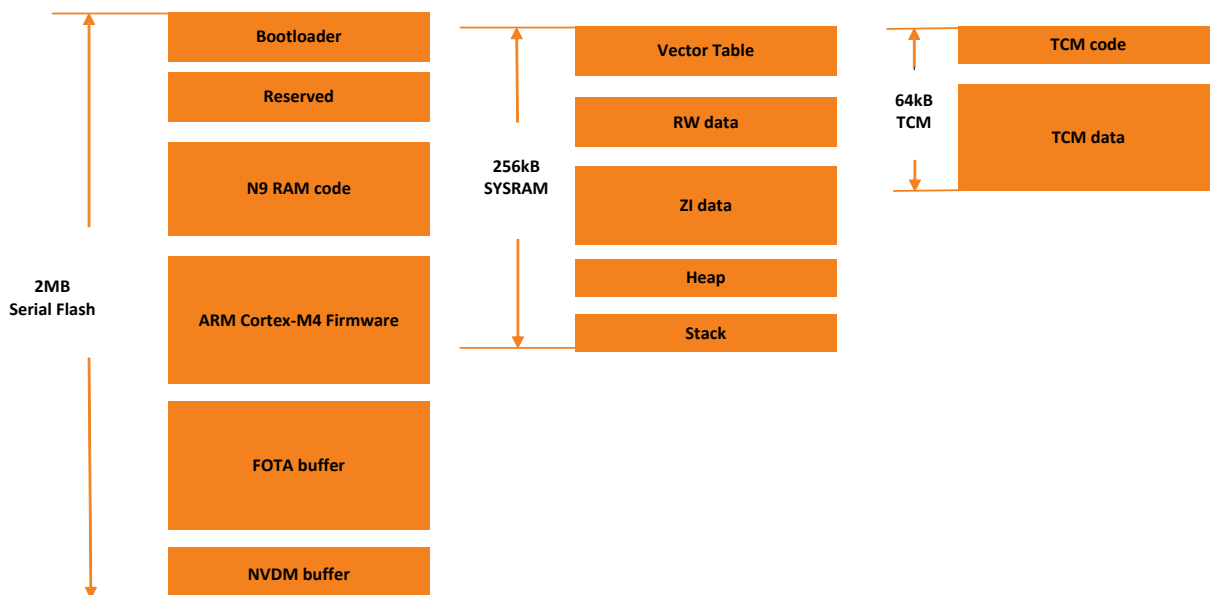 2MB
Serial Flash
Bootloader
Reserved
N9 RAM code
ARM Cortex-M4 Firmware
FOTA buffer
NVDM buffer
256kB
SYSRAM
Vector Table
RW data
ZI data
Heap
Stack
64kB
TCM
TCM code
TCM data